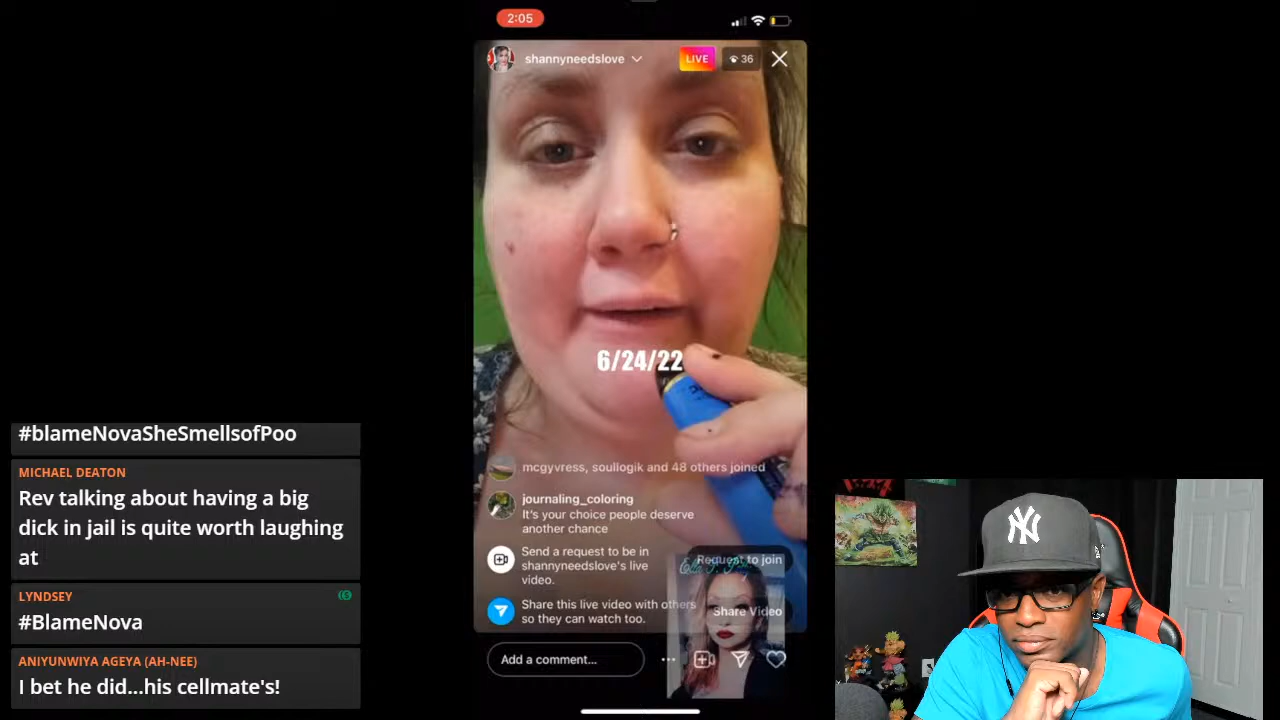 2:05
shannyneedslove
LIVE
36
6/24/22
mcgyvress, soullogik and 48 others joined
journaling_coloring
It's your choice people deserve
another chance
Send a request to be in
shannyneedslove's live
video.
Request to join
Share this live video with others
so they can watch too.
Share Video
Add a comment...
#blameNovaSheSmellsofPoo
MICHAEL DEATON
Rev talking about having a big
dick in jail is quite worth laughing
at
LYNDSEY
#BlameNova
ANIYUNWIYA AGEYA (AH-NEE)
I bet he did...his cellmate's!
NY